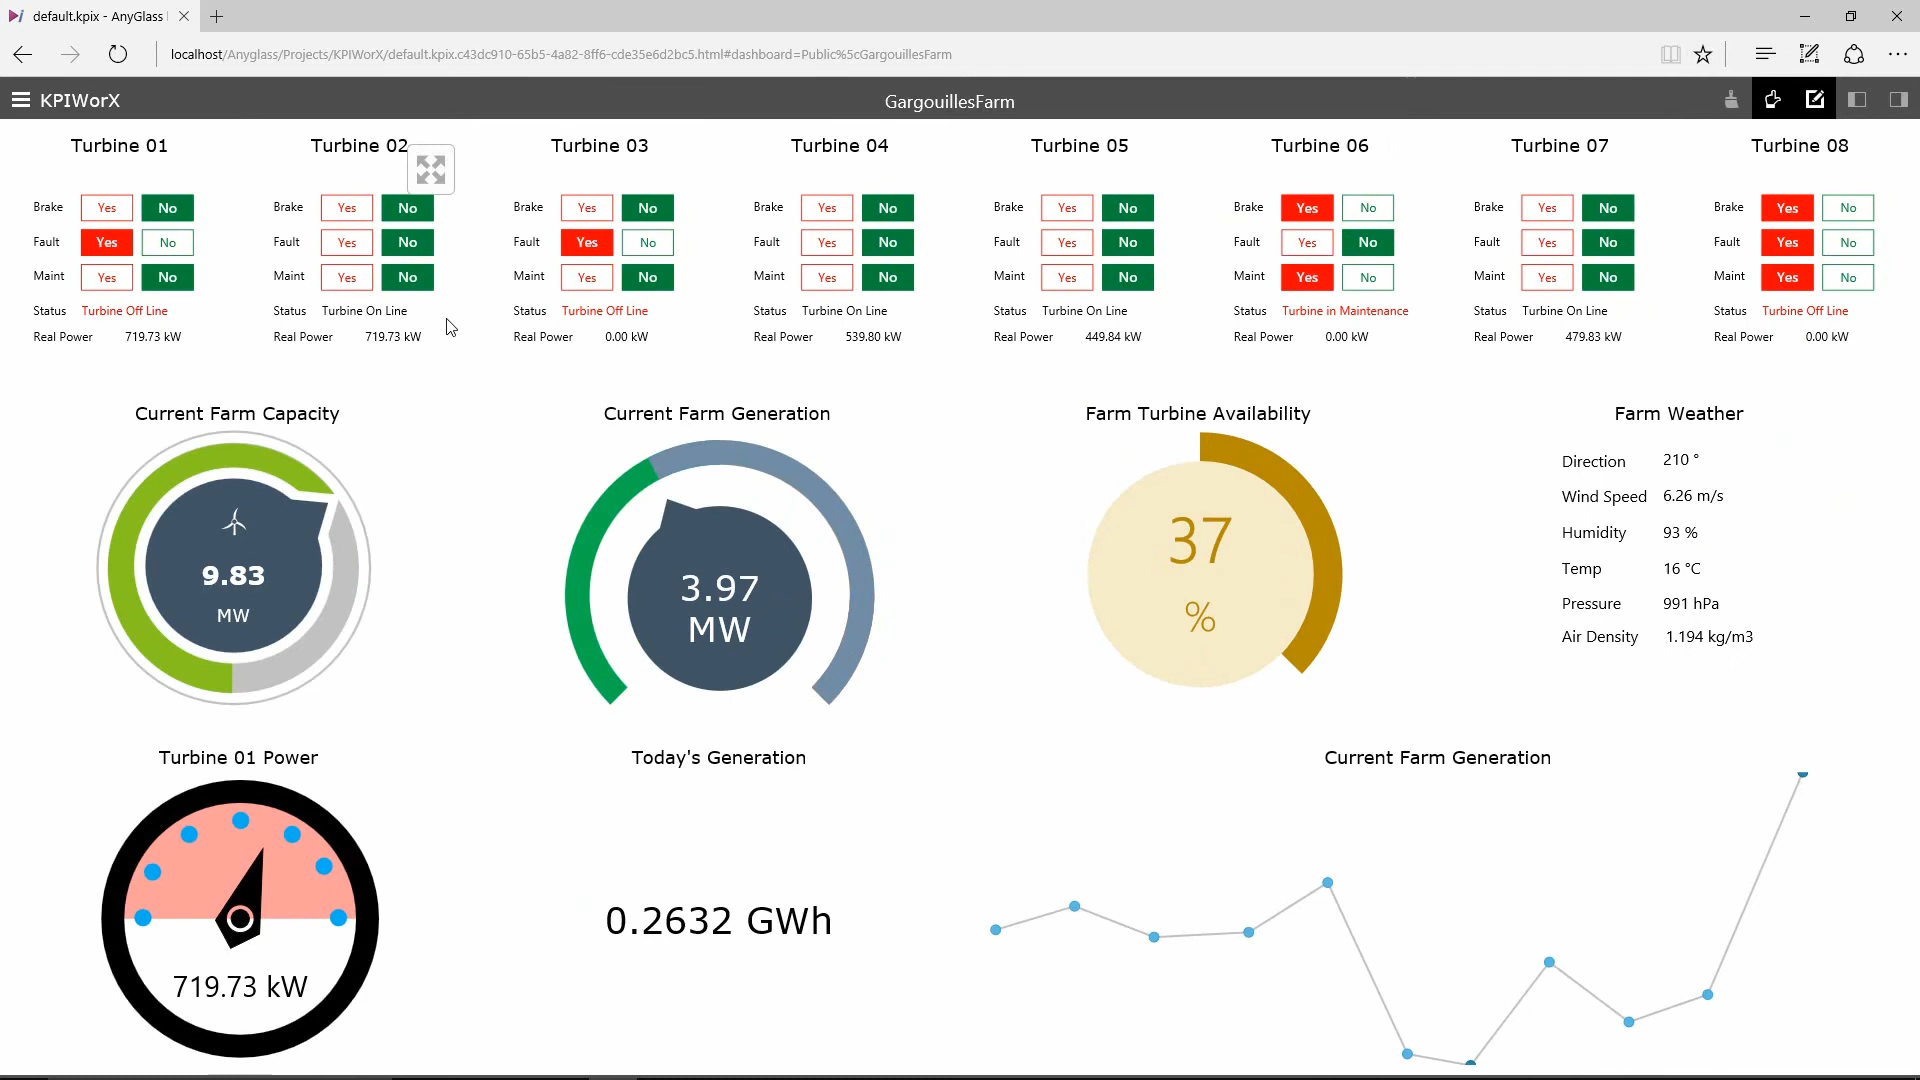 default.kpix - AnyGlass
localhost/Anyglass/Projects/KPIWorX/default.kpix.c43dc910-65b5-4a82-8ff6-cde35e6d2bc5.html#dashboard=Public%5cGargouillesFarm
KPIWorX
GargouillesFarm
Turbine 01 Turbine 02 Turbine 03 Turbine 04 Turbine 05 Turbine 06 Turbine 07 Turbine 08
Brake Yes No Brake Yes No Brake Yes No Brake Yes No Brake Yes No Brake Yes No Brake Yes No Brake Yes No
Fault Yes No Fault Yes No Fault Yes No Fault Yes No Fault Yes No Fault Yes No Fault Yes No Fault Yes No
Maint Yes No Maint Yes No Maint Yes No Maint Yes No Maint Yes No Maint Yes No Maint Yes No Maint Yes No
Status Turbine Off Line Status Turbine On Line Status Turbine Off Line Status Turbine On Line Status Turbine On Line Status Turbine in Maintenance Status Turbine On Line Status Turbine Off Line
Real Power 719.73 kW Real Power 719.73 kW Real Power 0.00 kW Real Power 539.80 kW Real Power 449.84 kW Real Power 0.00 kW Real Power 479.83 kW Real Power 0.00 kW
Current Farm Capacity
9.83
MW
Current Farm Generation
3.97
MW
Farm Turbine Availability
37
%
Farm Weather
Direction 210 °
Wind Speed 6.26 m/s
Humidity 93 %
Temp 16 °C
Pressure 991 hPa
Air Density 1.194 kg/m3
Turbine 01 Power
719.73 kW
Today's Generation
0.2632 GWh
Current Farm Generation